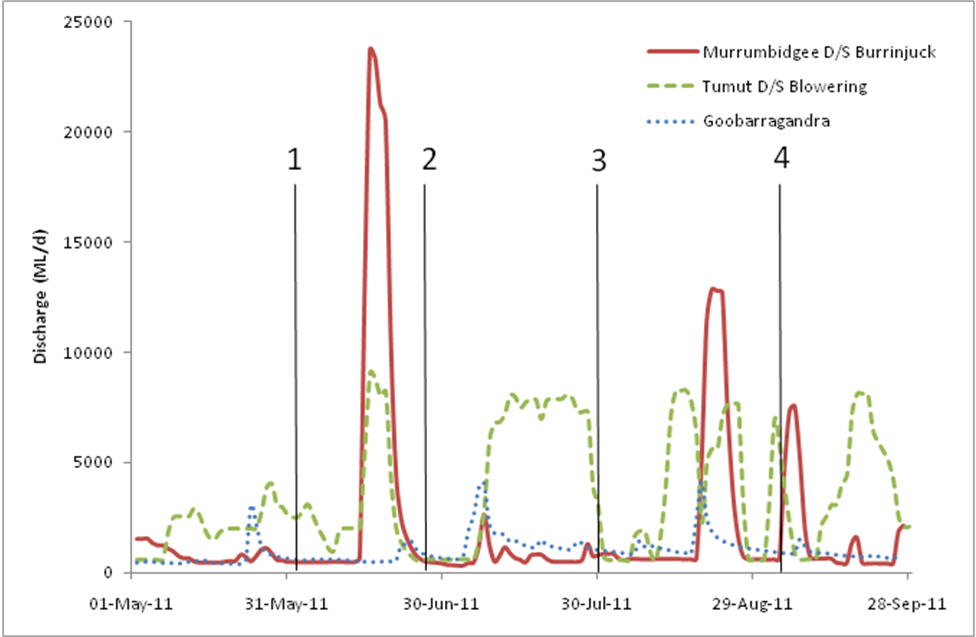 25000
20000
15000
10000
5000
0
Discharge (ML/d)
Murrumbidgee D/S Burrinjuck
Tumut D/S Blowering
Goobarragandra
1 2 3 4
01-May-11 31-May-11 30-Jun-11 30-Jul-11 29-Aug-11 28-Sep-11